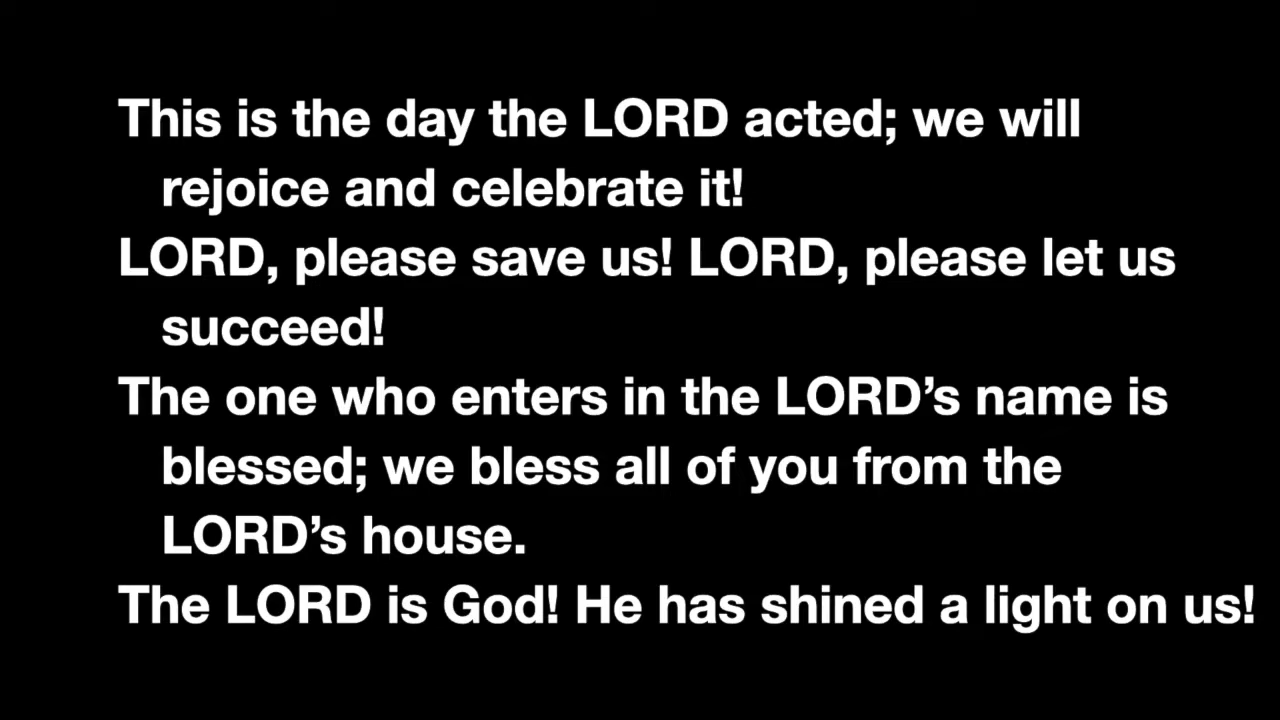 This is the day the LORD acted; we will
rejoice and celebrate it!
LORD, please save us! LORD, please let us
succeed!
The one who enters in the LORD’s name is
blessed; we bless all of you from the
LORD’s house.
The LORD is God! He has shined a light on us!